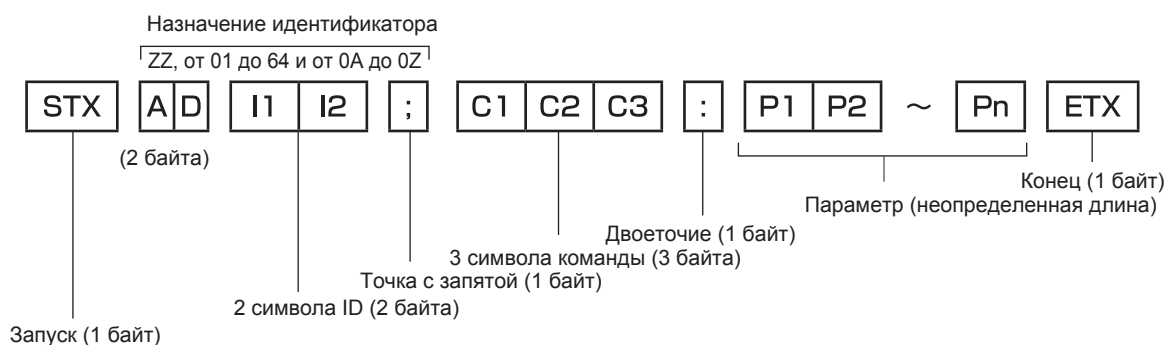 Назначение идентификатора
ZZ, от 01 до 64 и от 0A до 0Z
STX A D I1 I2 ; C1 C2 C3 : P1 P2 ~ Pn ETX
(2 байта)
Конец (1 байт)
Параметр (неопределенная длина)
Двоеточие (1 байт)
3 символа команды (3 байта)
Точка с запятой (1 байт)
2 символа ID (2 байта)
Запуск (1 байт)